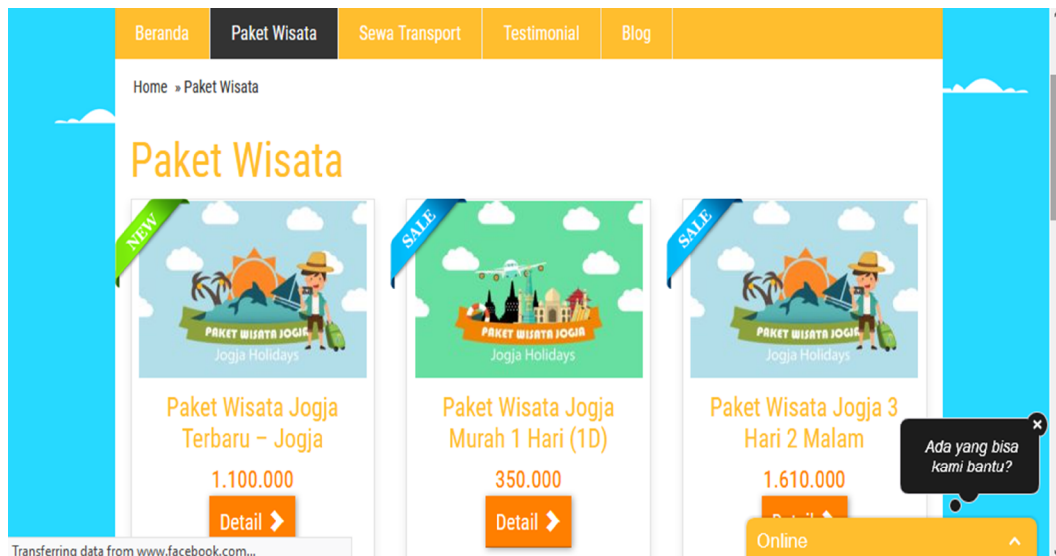 Beranda Paket Wisata Sewa Transport Testimonial Blog
Home » Paket Wisata
Paket Wisata
NEW
PAKET WISATA JOGJA
Jogja Holidays
Paket Wisata Jogja
Terbaru – Jogja
1.100.000
Detail
SALE
PAKET WISATA JOGJA
Jogja Holidays
Paket Wisata Jogja
Murah 1 Hari (1D)
350.000
Detail
SALE
PAKET WISATA JOGJA
Jogja Holidays
Paket Wisata Jogja 3
Hari 2 Malam
1.610.000
Detail
Ada yang bisa
kami bantu?
Online
Transferring data from www.facebook.com...